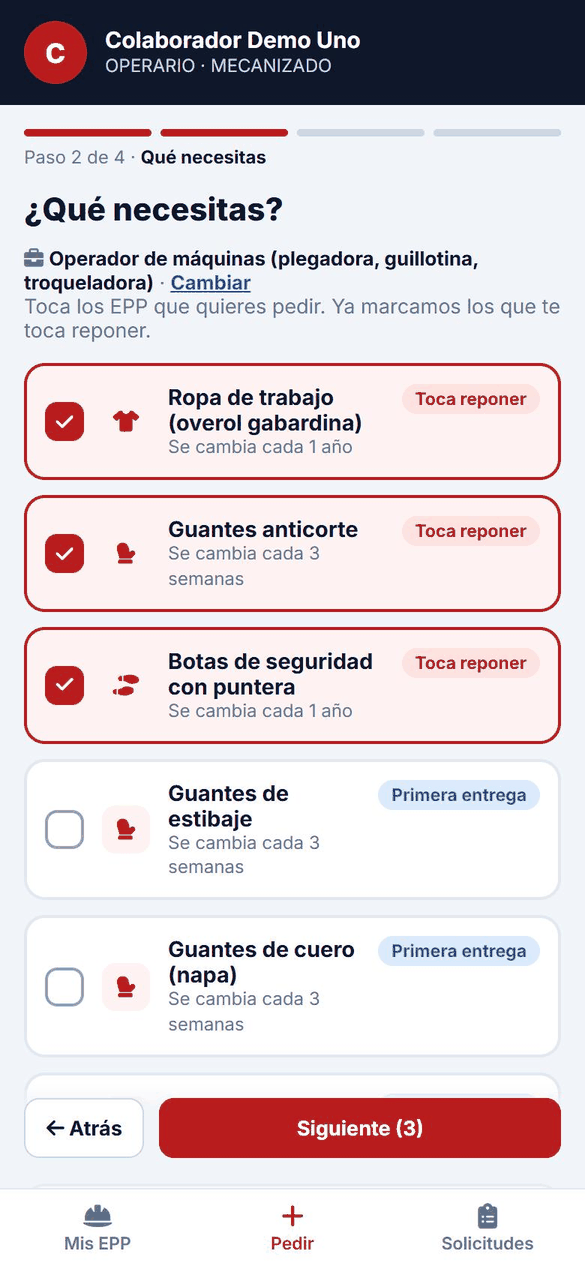 C
Colaborador Demo Uno
OPERARIO · MECANIZADO
Paso 2 de 4 · Qué necesitas
¿Qué necesitas?
Operador de máquinas (plegadora, guillotina,
troqueladora) · Cambiar
Toca los EPP que quieres pedir. Ya marcamos los que te
toca reponer.
Ropa de trabajo
(overol gabardina)
Se cambia cada 1 año
Toca reponer
Guantes anticorte
Se cambia cada 3
semanas
Toca reponer
Botas de seguridad
con puntera
Se cambia cada 1 año
Toca reponer
Guantes de
estibaje
Se cambia cada 3
semanas
Primera entrega
Guantes de cuero
(napa)
Se cambia cada 3
semanas
Primera entrega
← Atrás
Siguiente (3)
Mis EPP
Pedir
Solicitudes